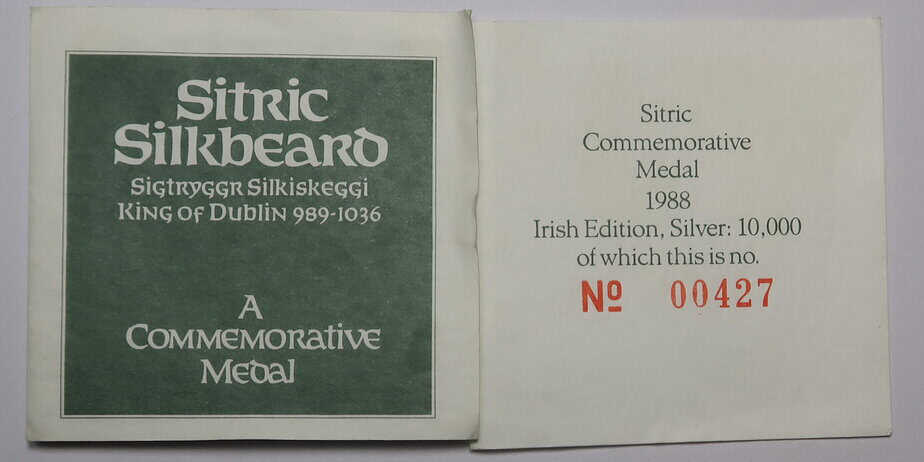 Sitric
Silkbeard
Sigtryggr Silkiskeggi
King of Dublin 989-1036
A
Commemorative
Medal
Sitric
Commemorative
Medal
1988
Irish Edition, Silver: 10,000
of which this is no.
Nº 00427